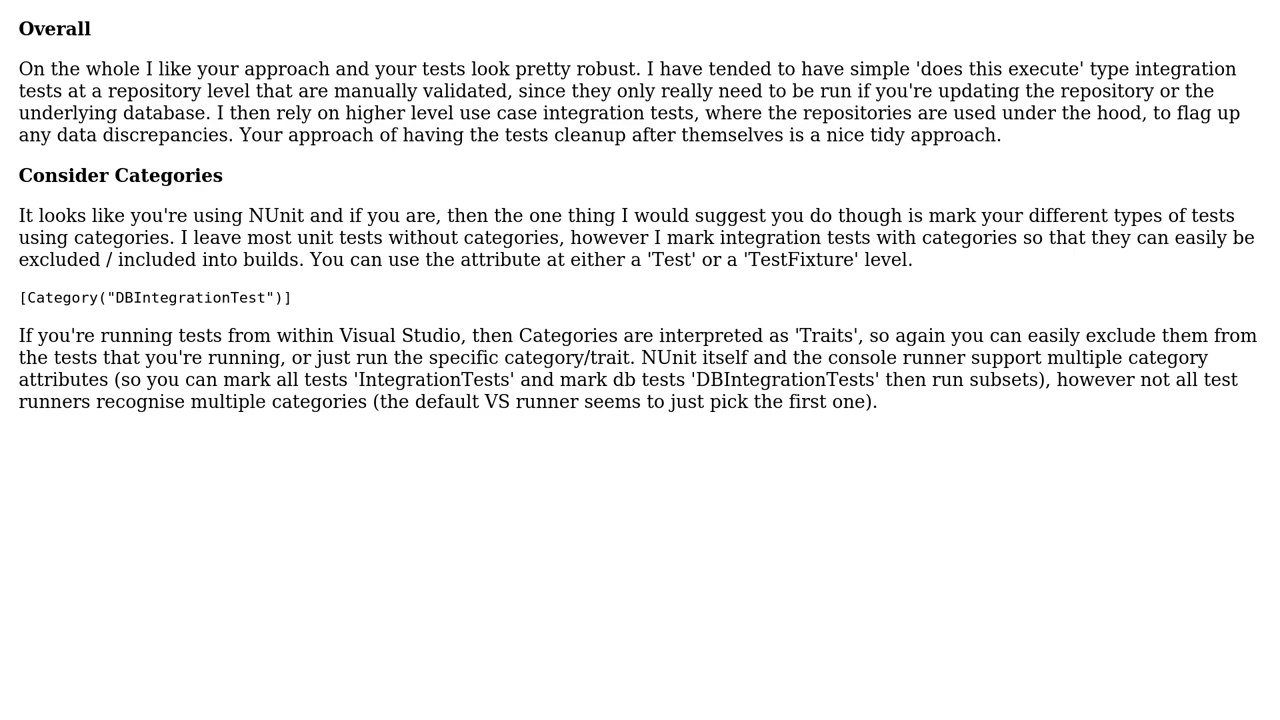 Overall
On the whole I like your approach and your tests look pretty robust. I have tended to have simple 'does this execute' type integration
tests at a repository level that are manually validated, since they only really need to be run if you're updating the repository or the
underlying database. I then rely on higher level use case integration tests, where the repositories are used under the hood, to flag up
any data discrepancies. Your approach of having the tests cleanup after themselves is a nice tidy approach.
Consider Categories
It looks like you're using NUnit and if you are, then the one thing I would suggest you do though is mark your different types of tests
using categories. I leave most unit tests without categories, however I mark integration tests with categories so that they can easily be
excluded / included into builds. You can use the attribute at either a 'Test' or a 'TestFixture' level.
[Category("DBIntegrationTest")]
If you're running tests from within Visual Studio, then Categories are interpreted as 'Traits', so again you can easily exclude them from
the tests that you're running, or just run the specific category/trait. NUnit itself and the console runner support multiple category
attributes (so you can mark all tests 'IntegrationTests' and mark db tests 'DBIntegrationTests' then run subsets), however not all test
runners recognise multiple categories (the default VS runner seems to just pick the first one).